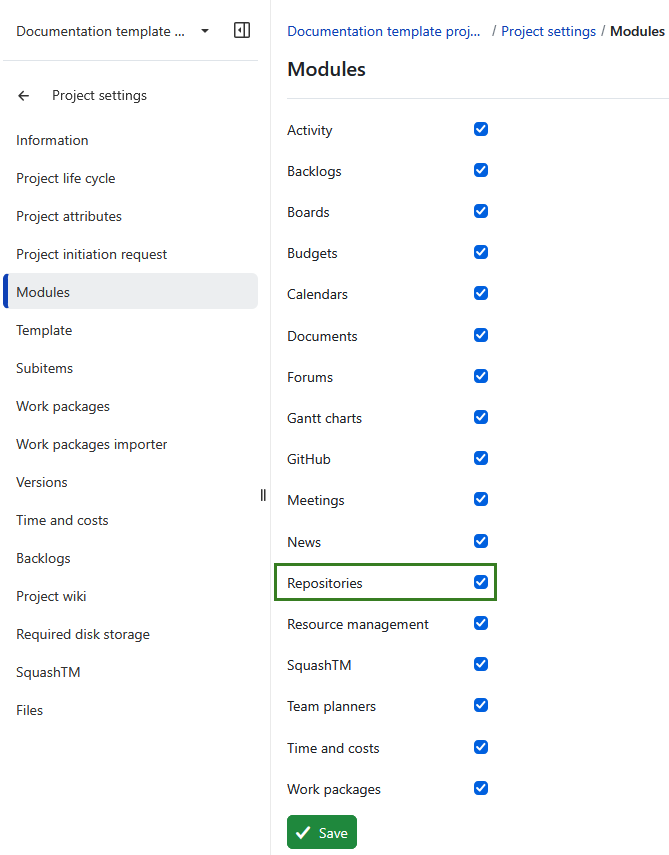 Documentation template ...
Project settings
Information
Project life cycle
Project attributes
Project initiation request
Modules
Template
Subitems
Work packages
Work packages importer
Versions
Time and costs
Backlogs
Project wiki
Required disk storage
SquashTM
Files
Documentation template proj... / Project settings / Modules
Modules
Activity
Backlogs
Boards
Budgets
Calendars
Documents
Forums
Gantt charts
GitHub
Meetings
News
Repositories
Resource management
SquashTM
Team planners
Time and costs
Work packages
Save